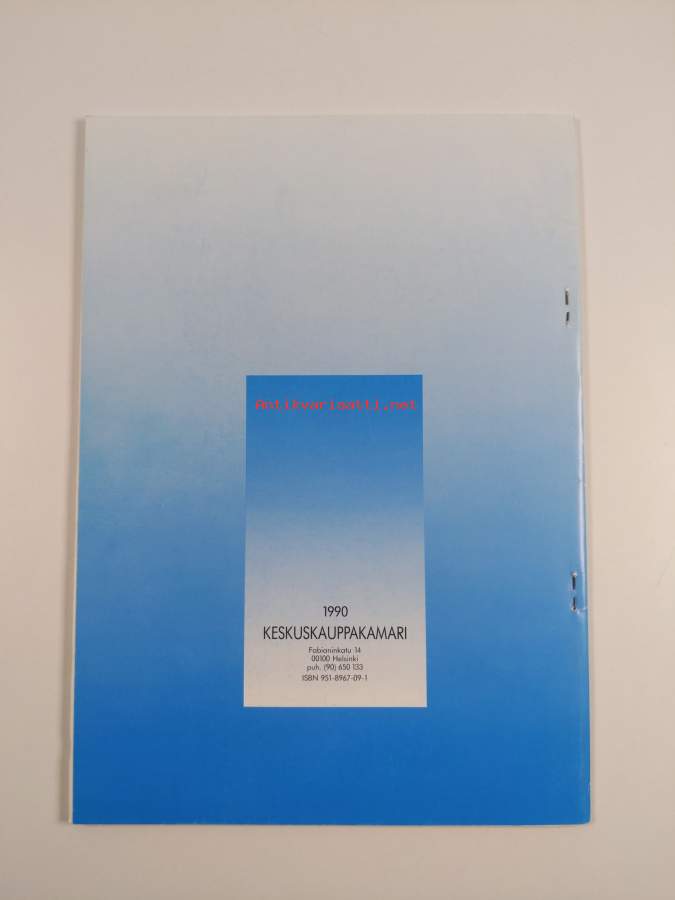 Antikvariaatti.net
1990
KESKUSKAUPPAKAMARI
Fabianinkatu 14
00100 Helsinki
puh. (90) 650 133
ISBN 951-8967-09-1